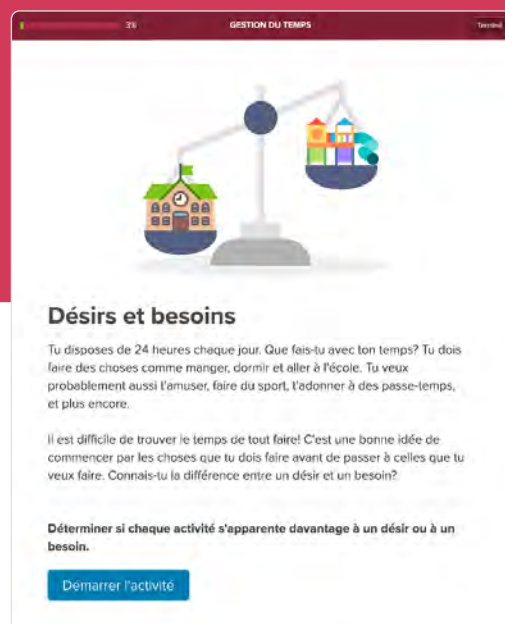 3%
GESTION DU TEMPS
Terminé
Désirs et besoins
Tu disposes de 24 heures chaque jour. Que fais-tu avec ton temps? Tu dois
faire des choses comme manger, dormir et aller à l'école. Tu veux
probablement aussi t'amuser, faire du sport, t'adonner à des passe-temps,
et plus encore.
Il est difficile de trouver le temps de tout faire! C'est une bonne idée de
commencer par les choses que tu dois faire avant de passer à celles que tu
veux faire. Connais-tu la différence entre un désir et un besoin?
Déterminer si chaque activité s'apparente davantage à un désir ou à un
besoin.
Démarrer l'activité